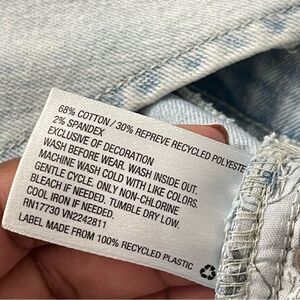 68% COTTON / 30% REPREVE RECYCLED POLYESTE
2% SPANDEX
EXCLUSIVE OF DECORATION
WASH BEFORE WEAR. WASH INSIDE OUT.
MACHINE WASH COLD WITH LIKE COLORS.
GENTLE CYCLE. ONLY NON-CHLORINE
BLEACH IF NEEDED. TUMBLE DRY LOW.
COOL IRON IF NEEDED.
RN17730 VN2242811
LABEL MADE FROM 100% RECYCLED PLASTIC